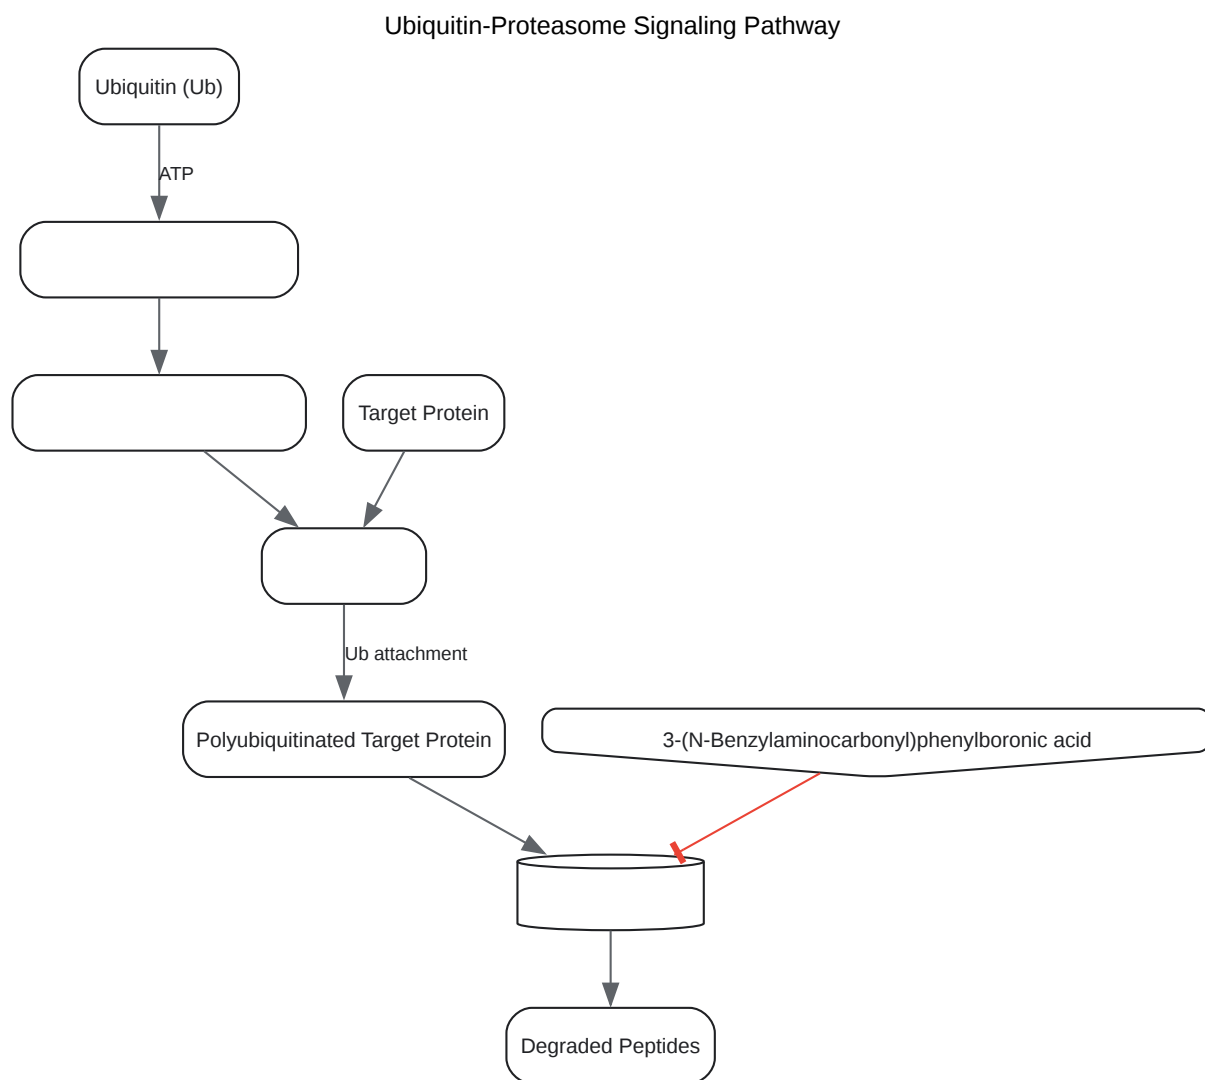 Ubiquitin-Proteasome Signaling Pathway
Ubiquitin (Ub)
ATP
Target Protein
Ub attachment
Polyubiquitinated Target Protein
3-(N-Benzylaminocarbonyl)phenylboronic acid
Degraded Peptides